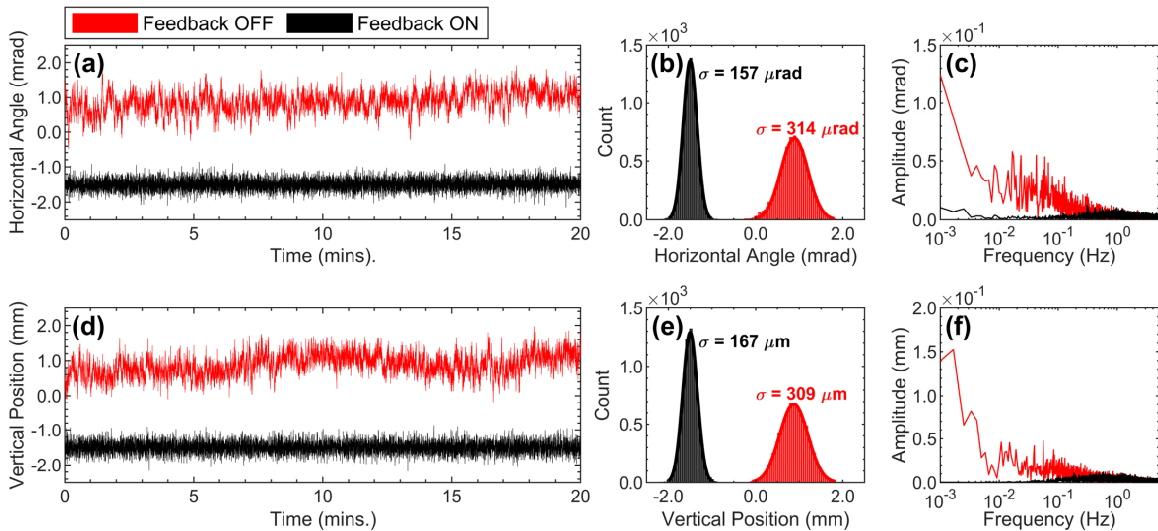 Feedback OFF Feedback ON
(a)
Horizontal Angle (mrad)
2.0
1.0
0.0
-1.0
-2.0
0 5 10 15 20
Time (mins).
(b)
×10³
σ = 157 μrad
σ = 314 μrad
Count
1.5
1.0
0.5
0.0
-2.0 0.0 2.0
Horizontal Angle (mrad)
(c)
×10⁻¹
Amplitude (mrad)
1.5
1.0
0.5
0.0
10⁻³ 10⁻² 10⁻¹ 10⁰
Frequency (Hz)
(d)
Vertical Position (mm)
2.0
1.0
0.0
-1.0
-2.0
0 5 10 15 20
Time (mins.)
(e)
×10³
σ = 167 μm
σ = 309 μm
Count
1.5
1.0
0.5
0.0
-2.0 0.0 2.0
Vertical Position (mm)
(f)
×10⁻¹
Amplitude (mm)
2.0
1.5
1.0
0.5
0.0
10⁻³ 10⁻² 10⁻¹ 10⁰
Frequency (Hz)